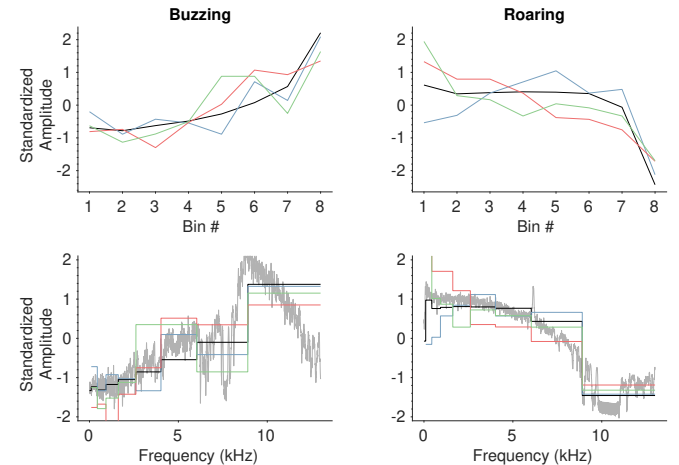 Buzzing
Roaring
Standardized
Amplitude
2
1
0
-1
-2
1 2 3 4 5 6 7 8
Bin #
2
1
0
-1
-2
1 2 3 4 5 6 7 8
Bin #
Standardized
Amplitude
2
1
0
-1
-2
0 5 10
Frequency (kHz)
2
1
0
-1
-2
0 5 10
Frequency (kHz)